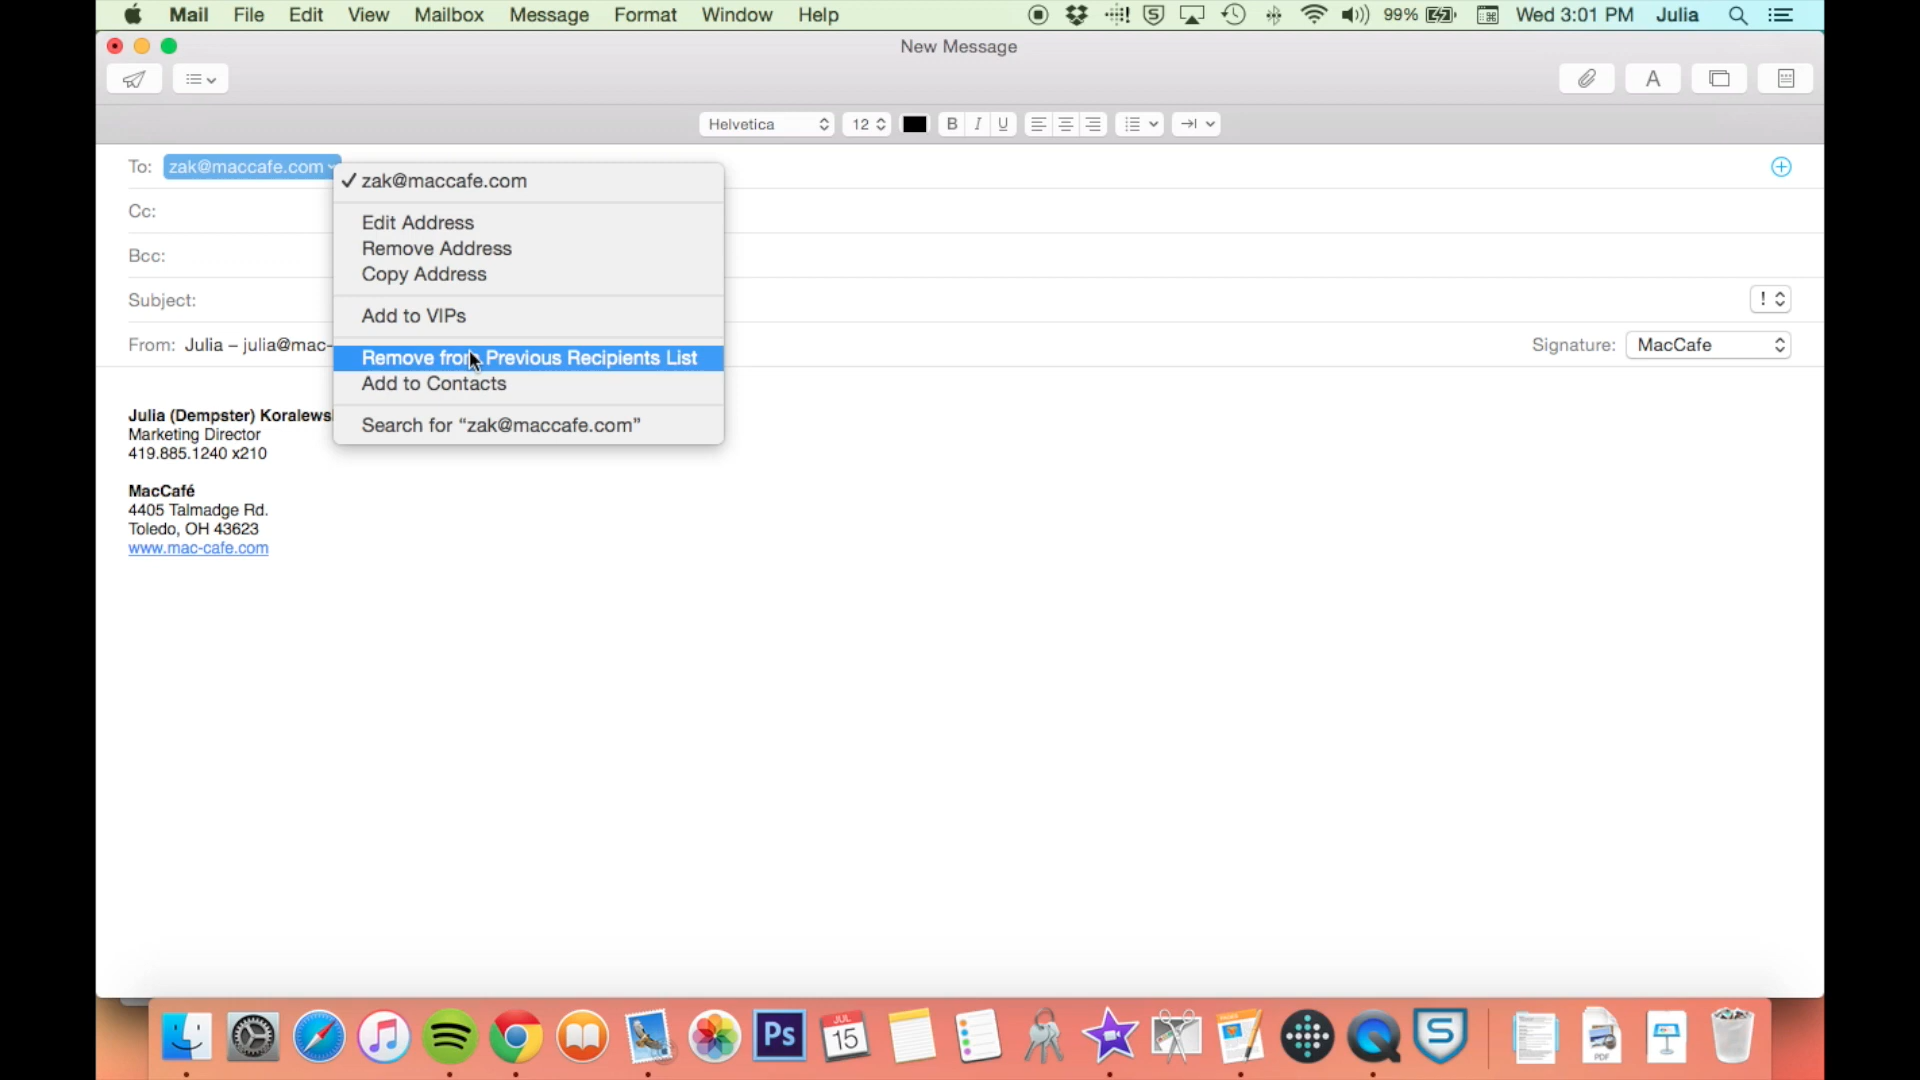 Mail File Edit View Mailbox Message Format Window Help 99% Wed 3:01 PM Julia
New Message
A
Helvetica 12 B I U
To: zak@maccafe.com
✓ zak@maccafe.com
Cc:
Edit Address
Remove Address
Bcc:
Copy Address
Subject: !
Add to VIPs
From: Julia – julia@mac- Signature: MacCafe
Remove from Previous Recipients List
Add to Contacts
Search for “zak@maccafe.com”
Julia (Dempster) Koralews
Marketing Director
419.885.1240 x210
MacCafé
4405 Talmadge Rd.
Toledo, OH 43623
www.mac-cafe.com
Ps JUL 15 PAGES S PDF